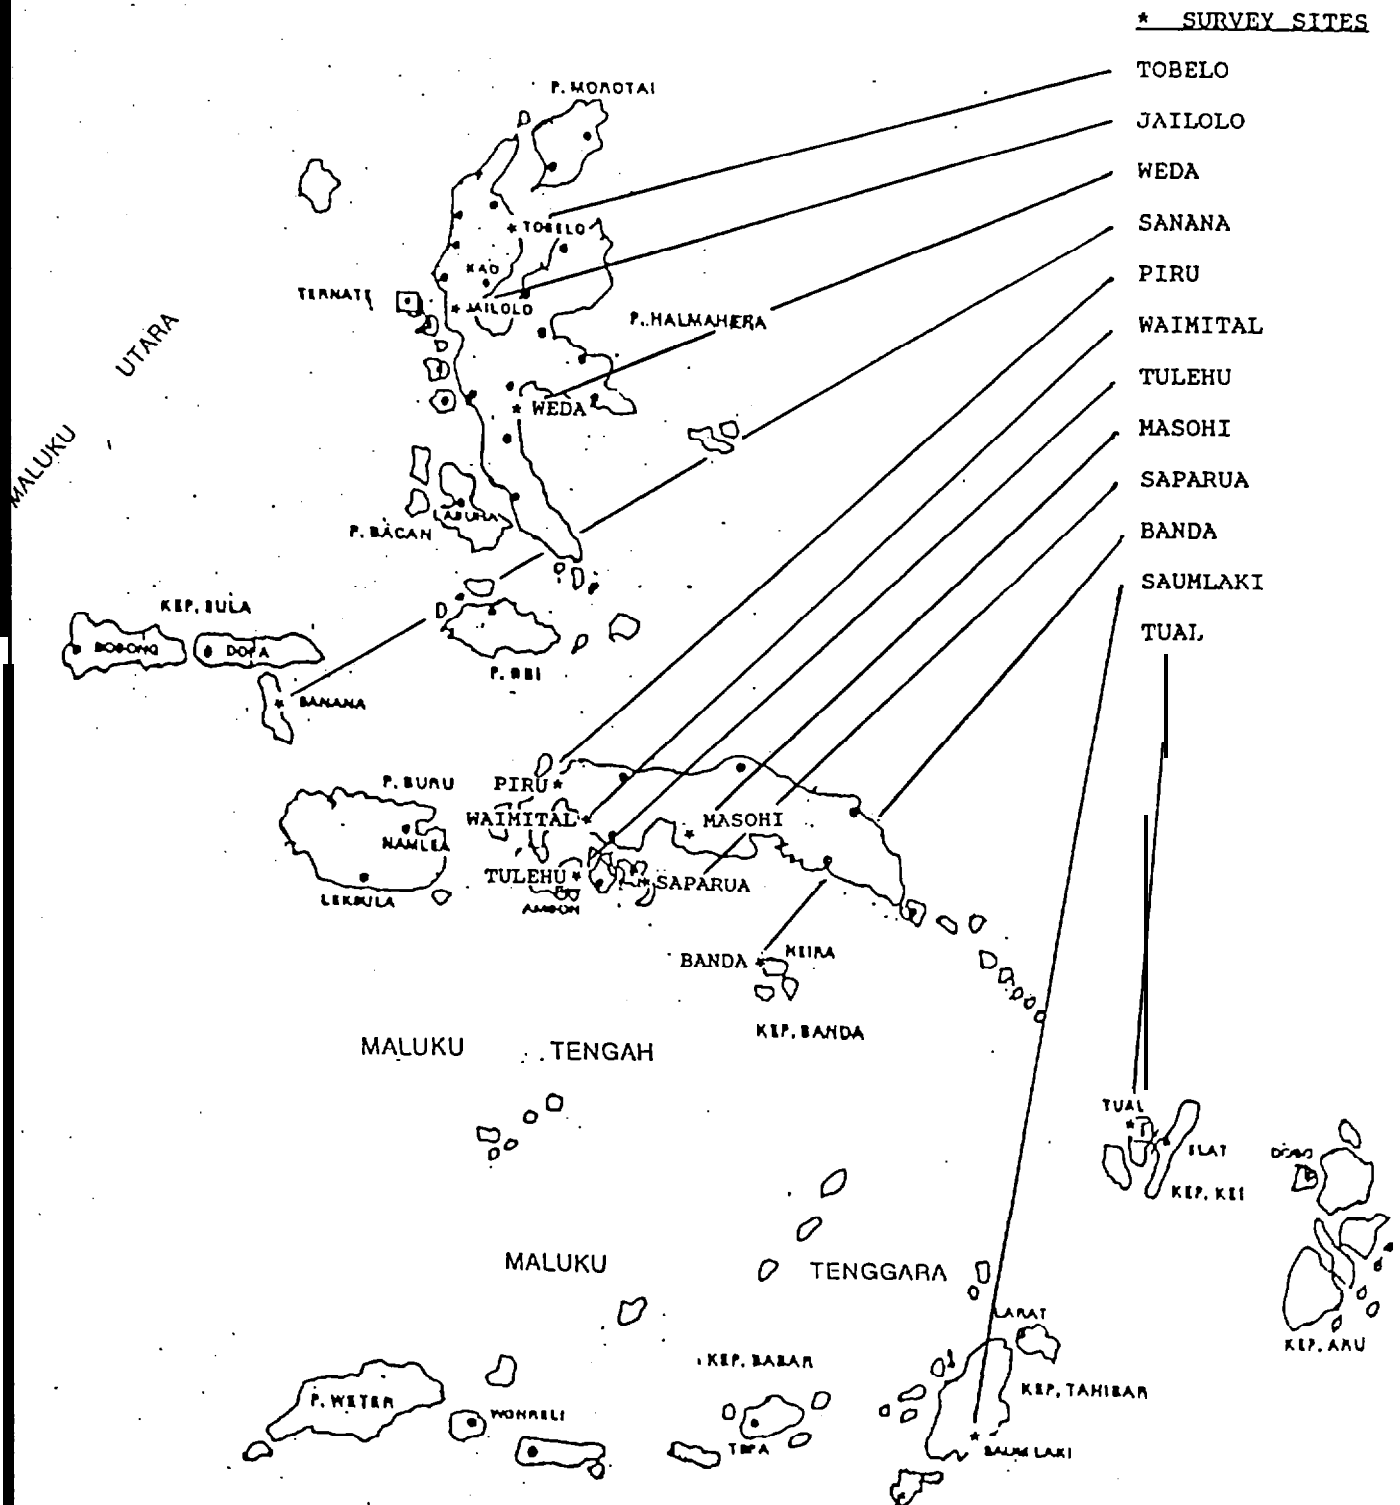 * SURVEY SITES
TOBELO
JAILOLO
WEDA
SANANA
PIRU
WAIMITAL
TULEHU
MASOHI
SAPARUA
BANDA
SAUMLAKI
TUAL
P. MOROTAI
* TOBELO
KAO
TERNATE
* JAILOLO
P. HALMAHERA
UTARA
MALUKU
* WEDA
LABUHA
P. BACAN
KEP. SULA
BOBONG
DOFA
P. OBI
* SANANA
P. BURU
PIRU *
WAIMITAL *
* MASOHI
NAMLEA
TULEHU *
* SAPARUA
LEKSULA
AMBON
BANDA *
NEIRA
KEP. BANDA
MALUKU TENGAH
TUAL
*
ELAT
DOBO
KEP. KEI
MALUKU TENGGARA
LARAT
KEP. ARU
KEP. BABAR
P. WETER
KEP. TANIBAR
WONRELI
TEPA
*
SAUMLAKI